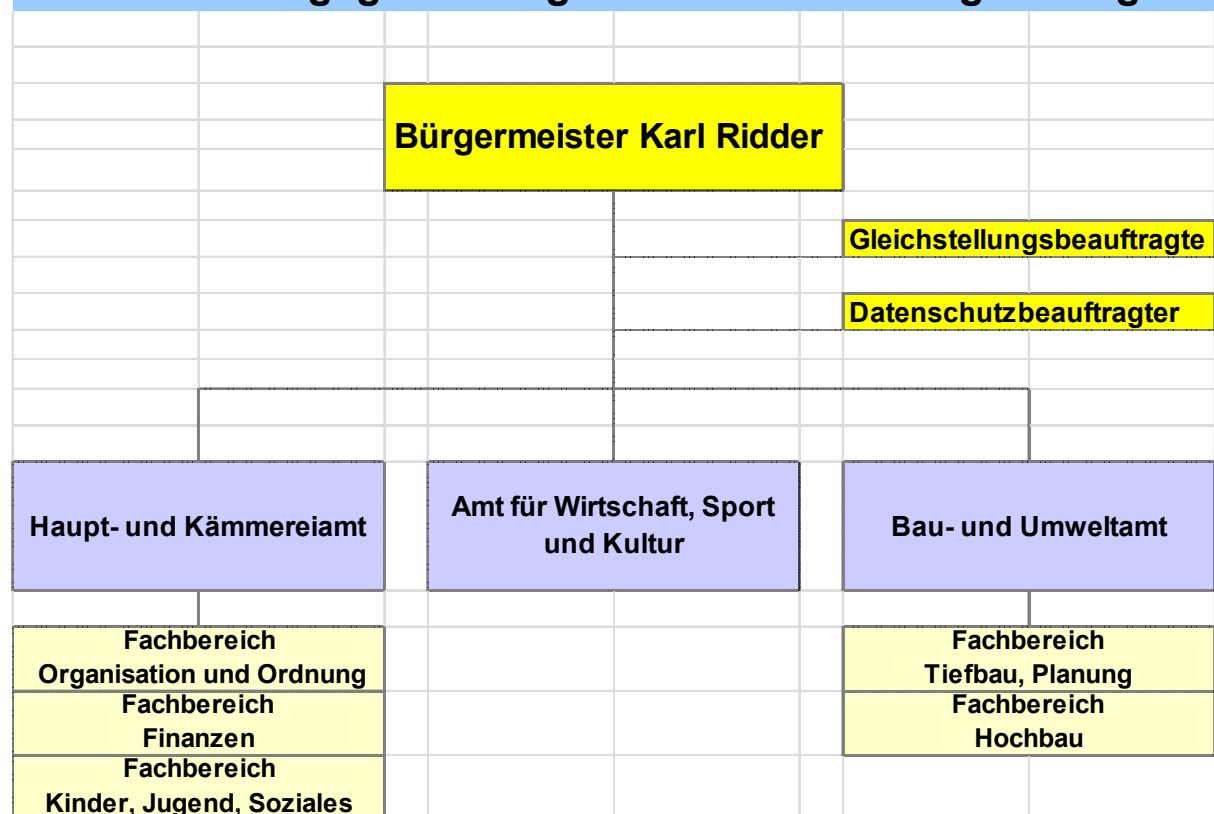 Bürgermeister Karl Ridder
Gleichstellungsbeauftragte
Datenschutzbeauftragter
Haupt- und Kämmereiamt
Amt für Wirtschaft, Sport
und Kultur
Bau- und Umweltamt
Fachbereich
Organisation und Ordnung
Fachbereich
Finanzen
Fachbereich
Kinder, Jugend, Soziales
Fachbereich
Tiefbau, Planung
Fachbereich
Hochbau